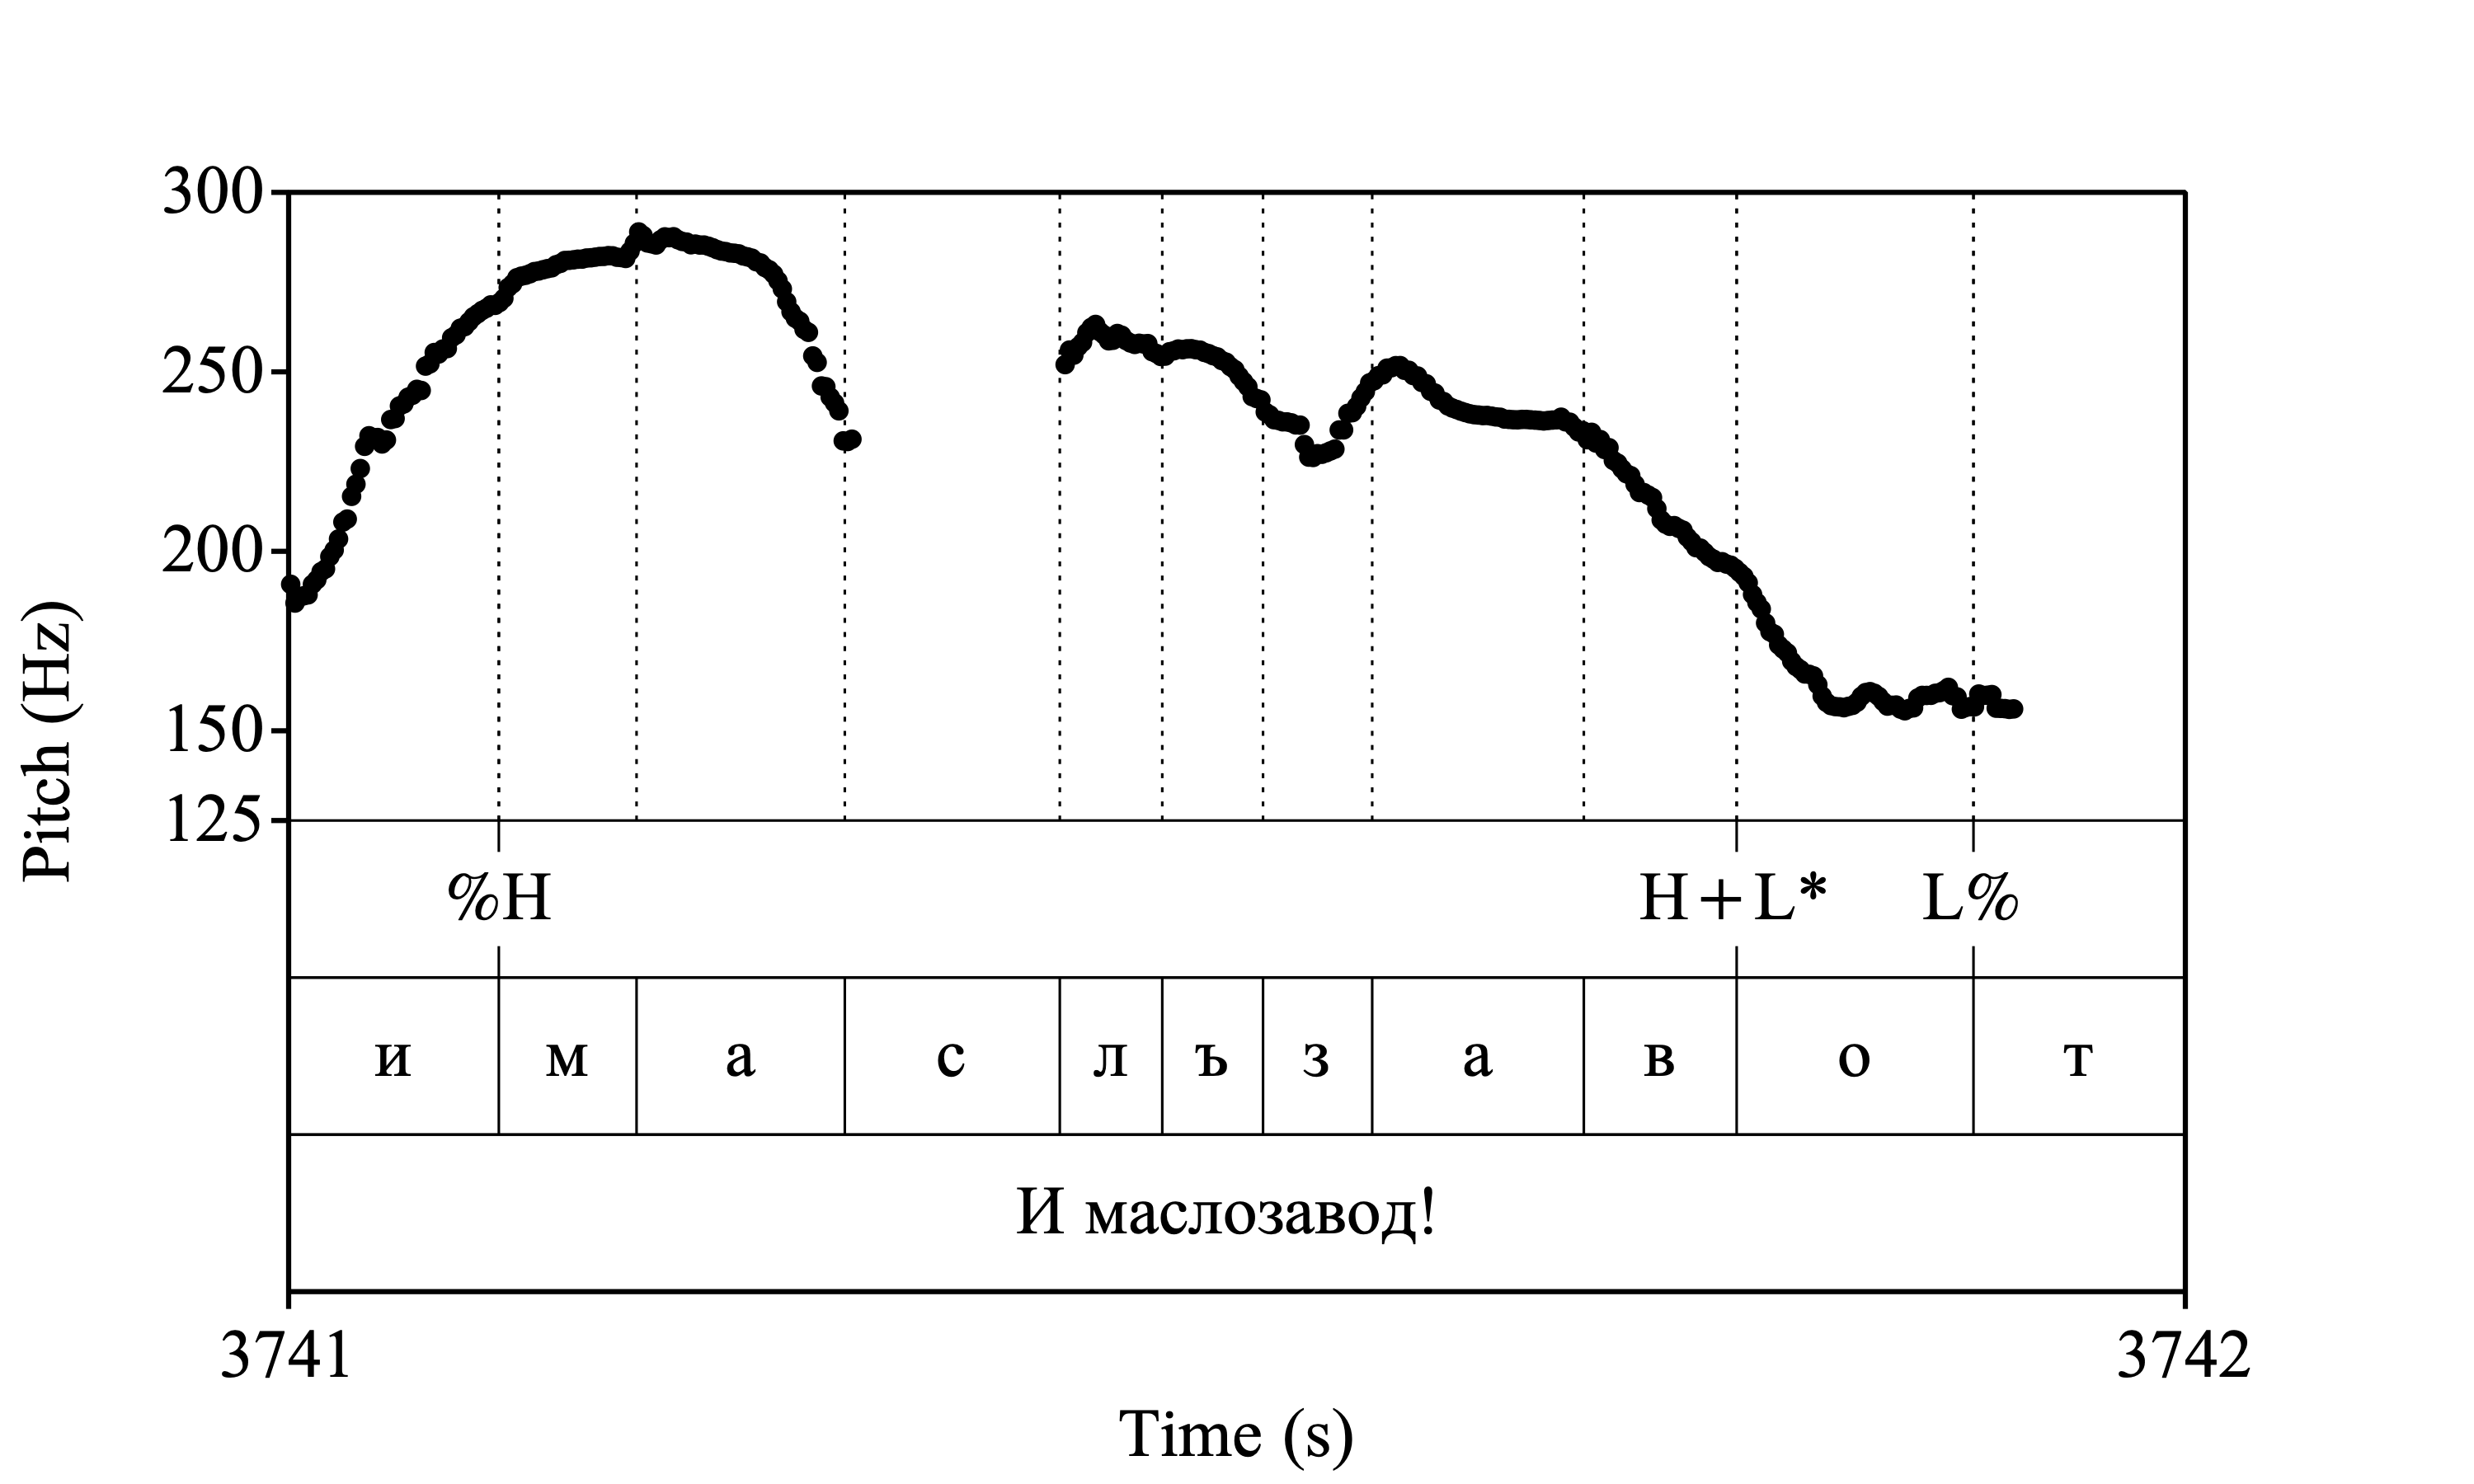 300
250
200
150
125
Pitch (Hz)
%H H+L* L%
и м а с л ъ з а в о т
И маслозавод!
3741 3742
Time (s)